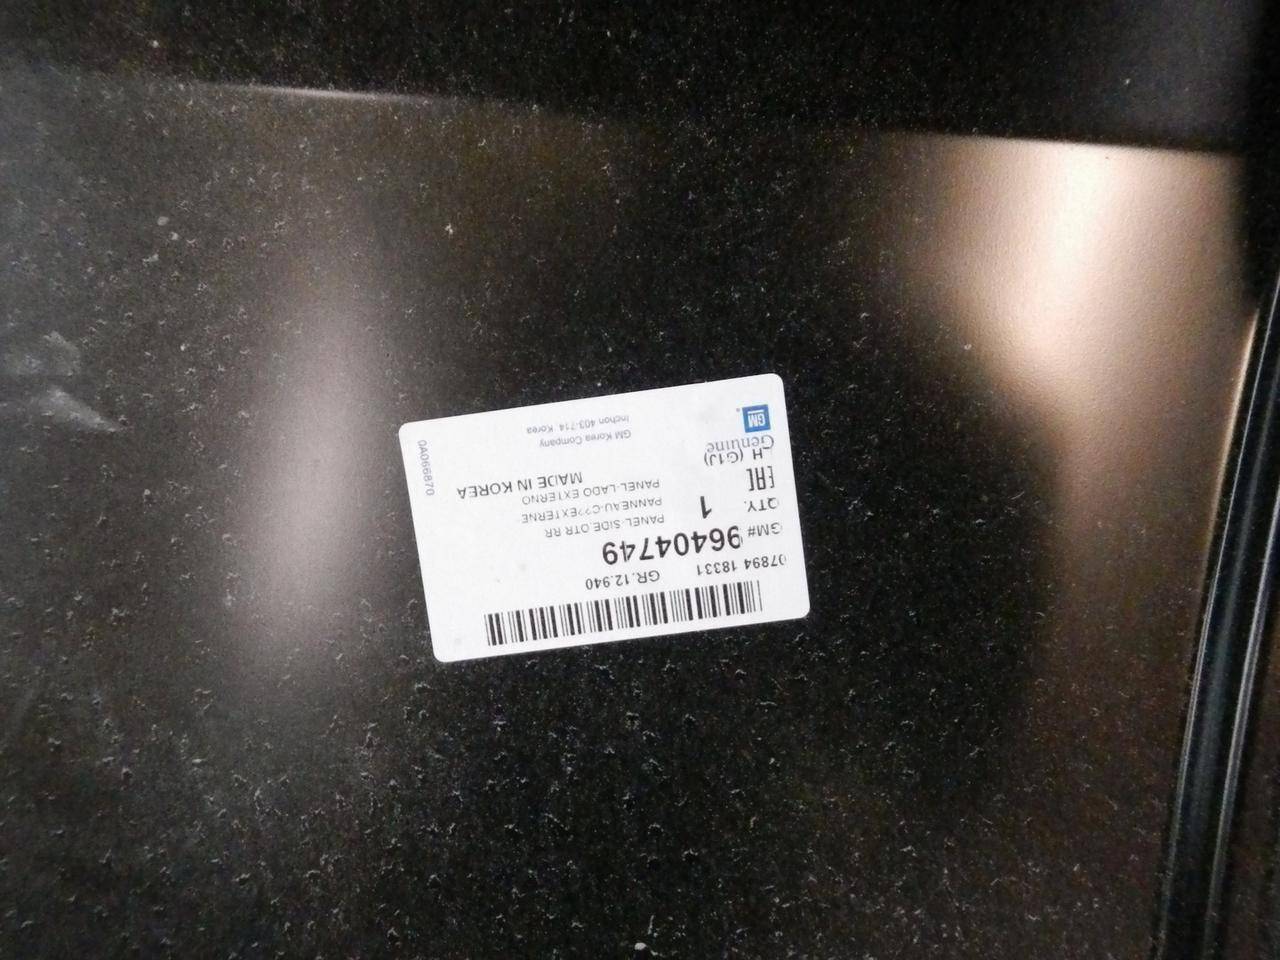 07894 18331 GR.12.940
GM# 96404749
PANEL-SIDE OTR RR
QTY. 1
PANNEAU-C??EXTERNE-
PANEL-LADO EXTERNO
EAC MADE IN KOREA
LH (G1J)
Genuine
GM Korea Company
GM Inchon 403-714 Korea
0A066870